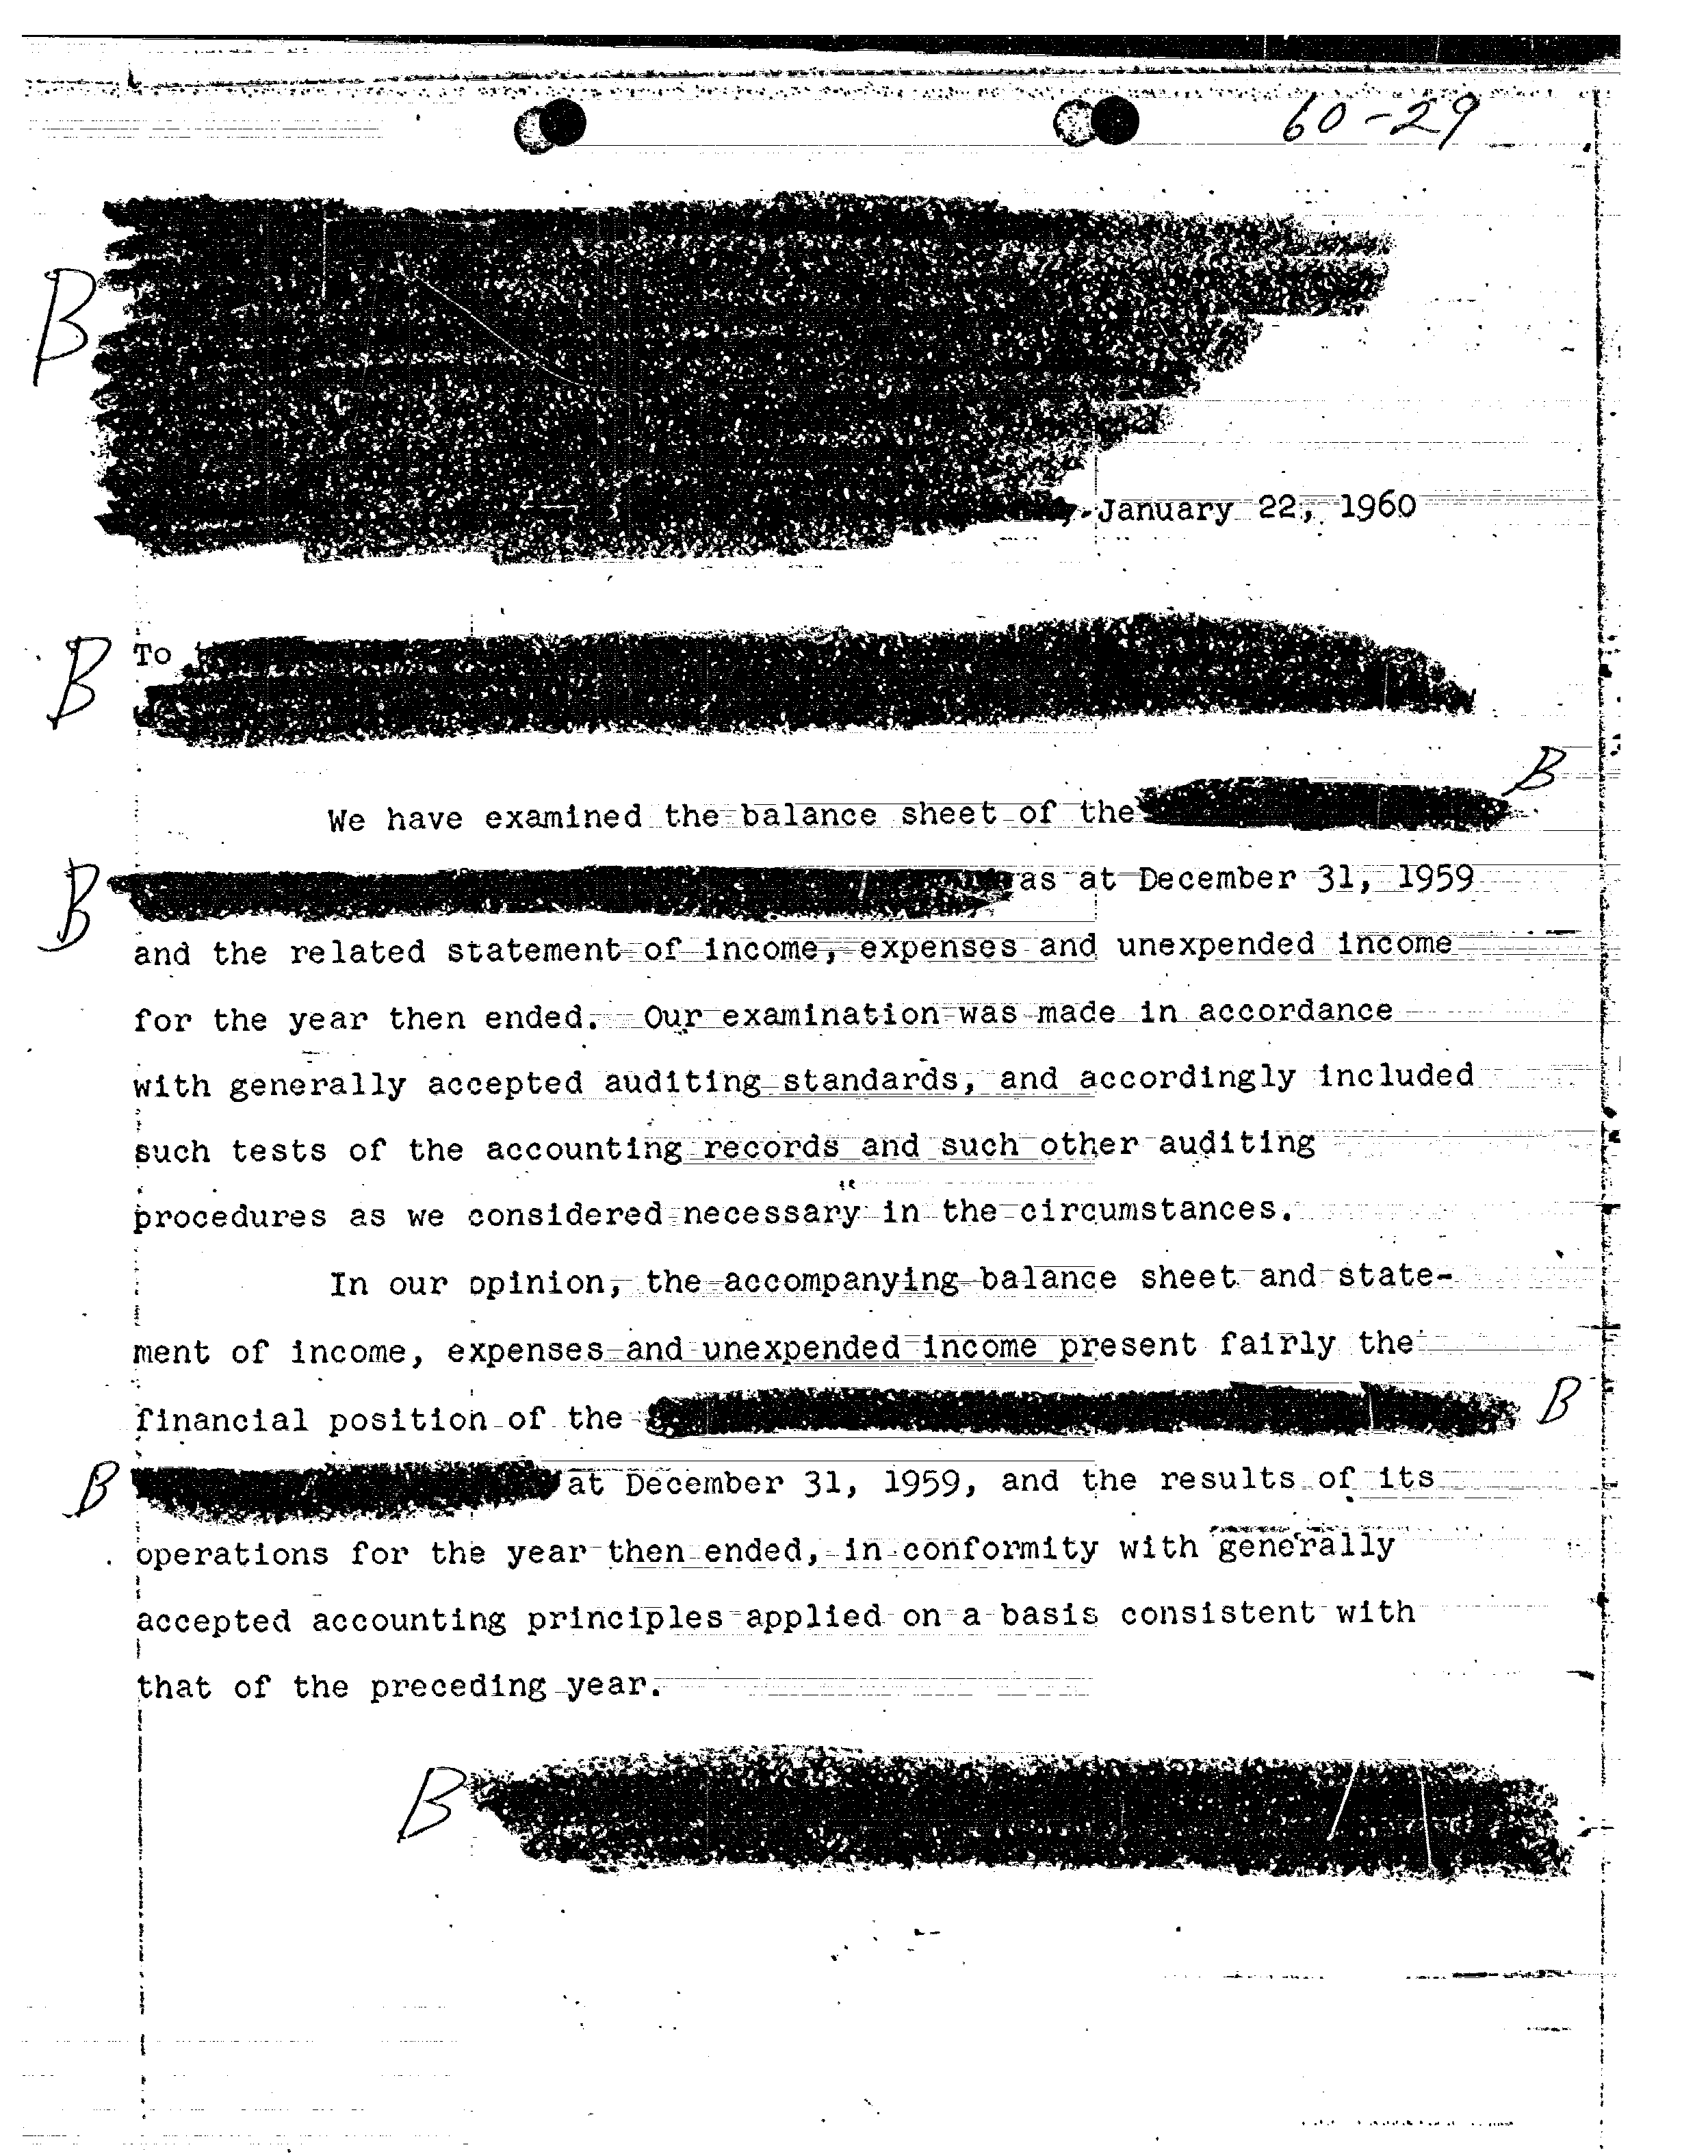 60-29
B
January 22, 1960
B To
We have examined the balance sheet of the B
B as at December 31, 1959
and the related statement of income, expenses and unexpended income
for the year then ended. Our examination was made in accordance
with generally accepted auditing standards, and accordingly included
such tests of the accounting records and such other auditing
procedures as we considered necessary in the circumstances.
In our opinion, the accompanying balance sheet and state-
ment of income, expenses and unexpended income present fairly the
financial position of the B
B at December 31, 1959, and the results of its
operations for the year then ended, in conformity with generally
accepted accounting principles applied on a basis consistent with
that of the preceding year.
B